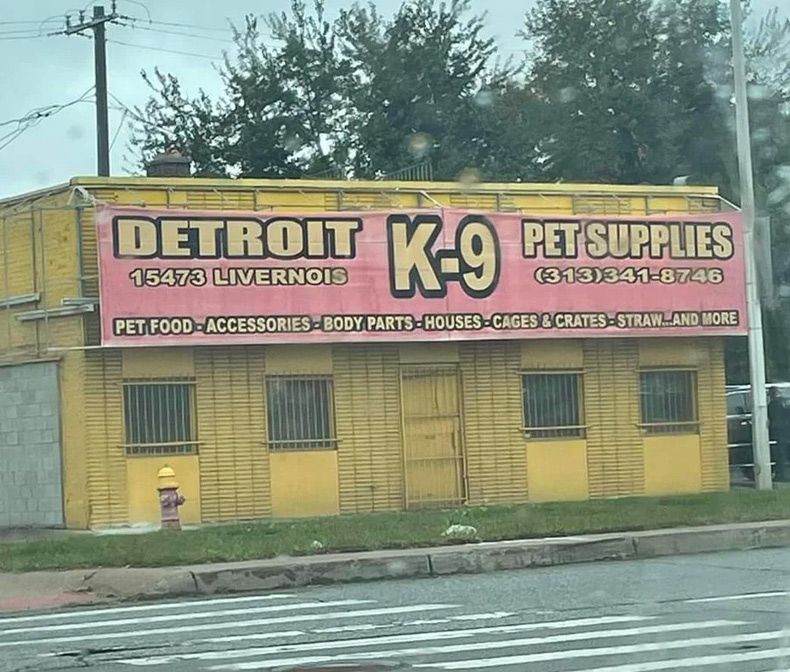 DETROIT K-9 PET SUPPLIES
15473 LIVERNOIS (313)341-8746
PET FOOD - ACCESSORIES - BODY PARTS - HOUSES - CAGES & CRATES - STRAW...AND MORE